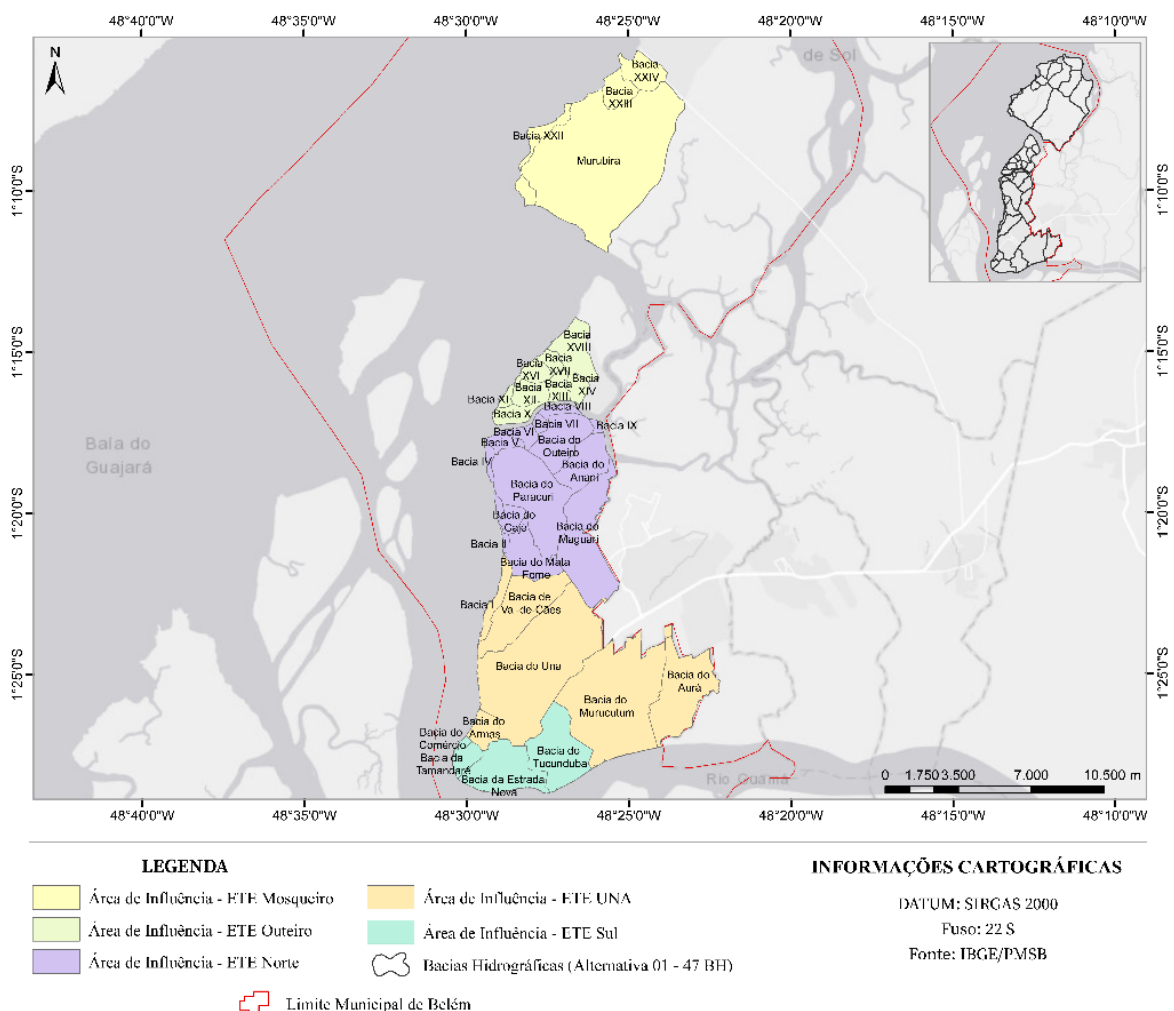 48°40'0"W
48°35'0"W
48°30'0"W
48°25'0"W
48°20'0"W
48°15'0"W
48°10'0"W
N
de Sol
Bacia
XXIV
Bacia
XXIII
Bacia XXII
Murubira
1°10'0"S
1°10'0"S
Bacia
XVIII
1°15'0"S
1°15'0"S
Bacia
XVI
Bacia
XVII
Bacia
XIV
Bacia
XII
Bacia
XIII
Bacia XI
Bacia X
Bacia VIII
Bacia VI
Bacia VII
Bacia IX
Baía do
Guajará
Bacia V
Bacia do
Outeiro
Bacia IV
Bacia do
Anani
Bacia do
Paracuri
1°20'0"S
1°20'0"S
Bacia do
Cajé
Bacia do
Maguari
Bacia II
Bacia do Mata
Fome
Bacia I
Bacia de
Val-de-Cães
Bacia do Una
1°25'0"S
1°25'0"S
Bacia do
Murucutum
Bacia do
Aurá
Bacia do
Armas
Bacia do
Comércio
Bacia da
Tamandaré
Bacia do
Tucunduba
Bacia da Estrada
Nova
Rio Guamá
0 1.750 3.500 7.000 10.500 m
48°40'0"W
48°35'0"W
48°30'0"W
48°25'0"W
48°20'0"W
48°15'0"W
48°10'0"W
LEGENDA
Área de Influência - ETE Mosqueiro
Área de Influência - ETE Outeiro
Área de Influência - ETE Norte
Área de Influência - ETE UNA
Área de Influência - ETE Sul
Bacias Hidrográficas (Alternativa 01 - 47 BH)
Limite Municipal de Belém
INFORMAÇÕES CARTOGRÁFICAS
DATUM: SIRGAS 2000
Fuso: 22 S
Fonte: IBGE/PMSB